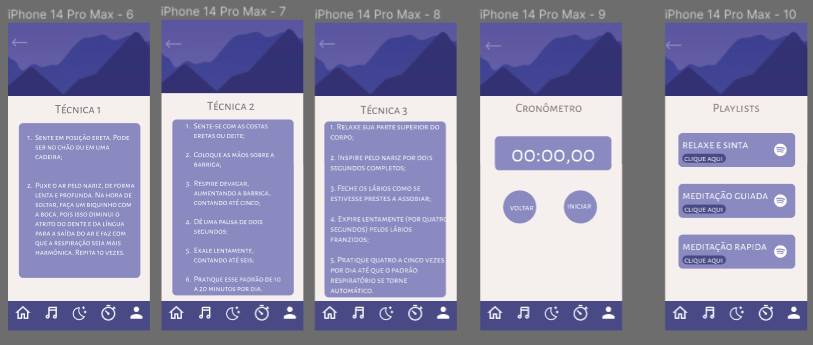 iPhone 14 Pro Max - 6
TÉCNICA 1
1. SENTE EM POSIÇÃO ERETA. PODE
SER NO CHÃO OU EM UMA
CADEIRA;
2. PUXE O AR PELO NARIZ, DE FORMA
LENTA E PROFUNDA. NA HORA DE
SOLTAR, FAÇA UM BIQUINHO COM
A BOCA, POIS ISSO DIMINUI O
ATRITO DO DENTE E DA LÍNGUA
PARA A SAÍDA DO AR E FAZ COM
QUE A RESPIRAÇÃO SEJA MAIS
HARMÔNICA. REPITA 10 VEZES.
iPhone 14 Pro Max - 7
TÉCNICA 2
1. SENTE-SE COM AS COSTAS
ERETAS OU DEITE;
2. COLOQUE AS MÃOS SOBRE A
BARRIGA;
3. RESPIRE DEVAGAR,
AUMENTANDO A BARRIGA,
CONTANDO ATÉ CINCO;
4. DÊ UMA PAUSA DE DOIS
SEGUNDOS;
5. EXALE LENTAMENTE,
CONTANDO ATÉ SEIS;
6. PRATIQUE ESSE PADRÃO DE 10
A 20 MINUTOS POR DIA.
iPhone 14 Pro Max - 8
TÉCNICA 3
1. RELAXE SUA PARTE SUPERIOR DO
CORPO;
2. INSPIRE PELO NARIZ POR DOIS
SEGUNDOS COMPLETOS;
3. FECHE OS LÁBIOS COMO SE
ESTIVESSE PRESTES A ASSOBIAR;
4. EXPIRE LENTAMENTE (POR QUATRO
SEGUNDOS) PELOS LÁBIOS
FRANZIDOS;
5. PRATIQUE QUATRO A CINCO VEZES
POR DIA ATÉ QUE O PADRÃO
RESPIRATÓRIO SE TORNE
AUTOMÁTICO.
iPhone 14 Pro Max - 9
CRONÔMETRO
00:00,00
VOLTAR
INICIAR
iPhone 14 Pro Max - 10
PLAYLISTS
RELAXE E SINTA
CLIQUE AQUI
MEDITAÇÃO GUIADA
CLIQUE AQUI
MEDITAÇÃO RAPIDA
CLIQUE AQUI